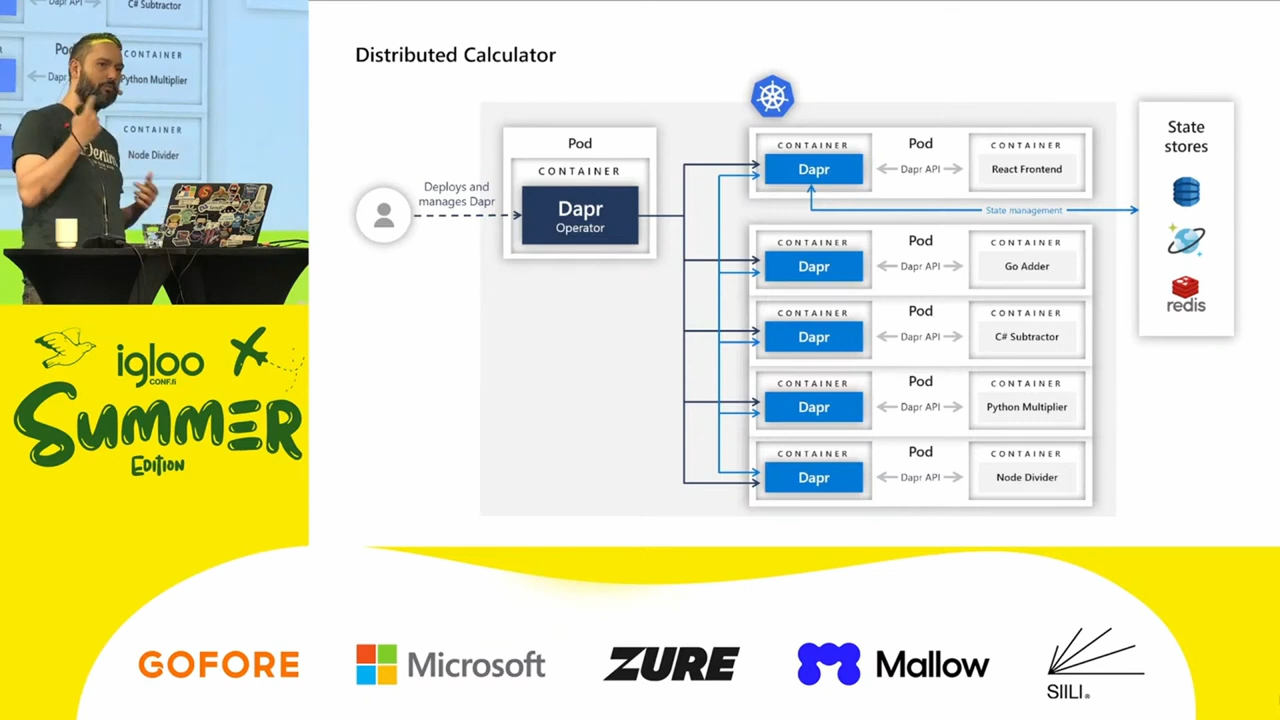 Dapr API
C# Subtractor
Pod
CONTAINER
Dapr
Python Multiplier
CONTAINER
Node Divider
Denim
igloo
CONF.fi
SUMMER
EDITION
Distributed Calculator
Deploys and
manages Dapr
Pod
CONTAINER
Dapr
Operator
CONTAINER
Dapr
Pod
Dapr API
CONTAINER
React Frontend
State management
CONTAINER
Dapr
Pod
Dapr API
CONTAINER
Go Adder
CONTAINER
Dapr
Pod
Dapr API
CONTAINER
C# Subtractor
CONTAINER
Dapr
Pod
Dapr API
CONTAINER
Python Multiplier
CONTAINER
Dapr
Pod
Dapr API
CONTAINER
Node Divider
State
stores
redis
GOFORE
Microsoft
ZURE
Mallow
SIILI